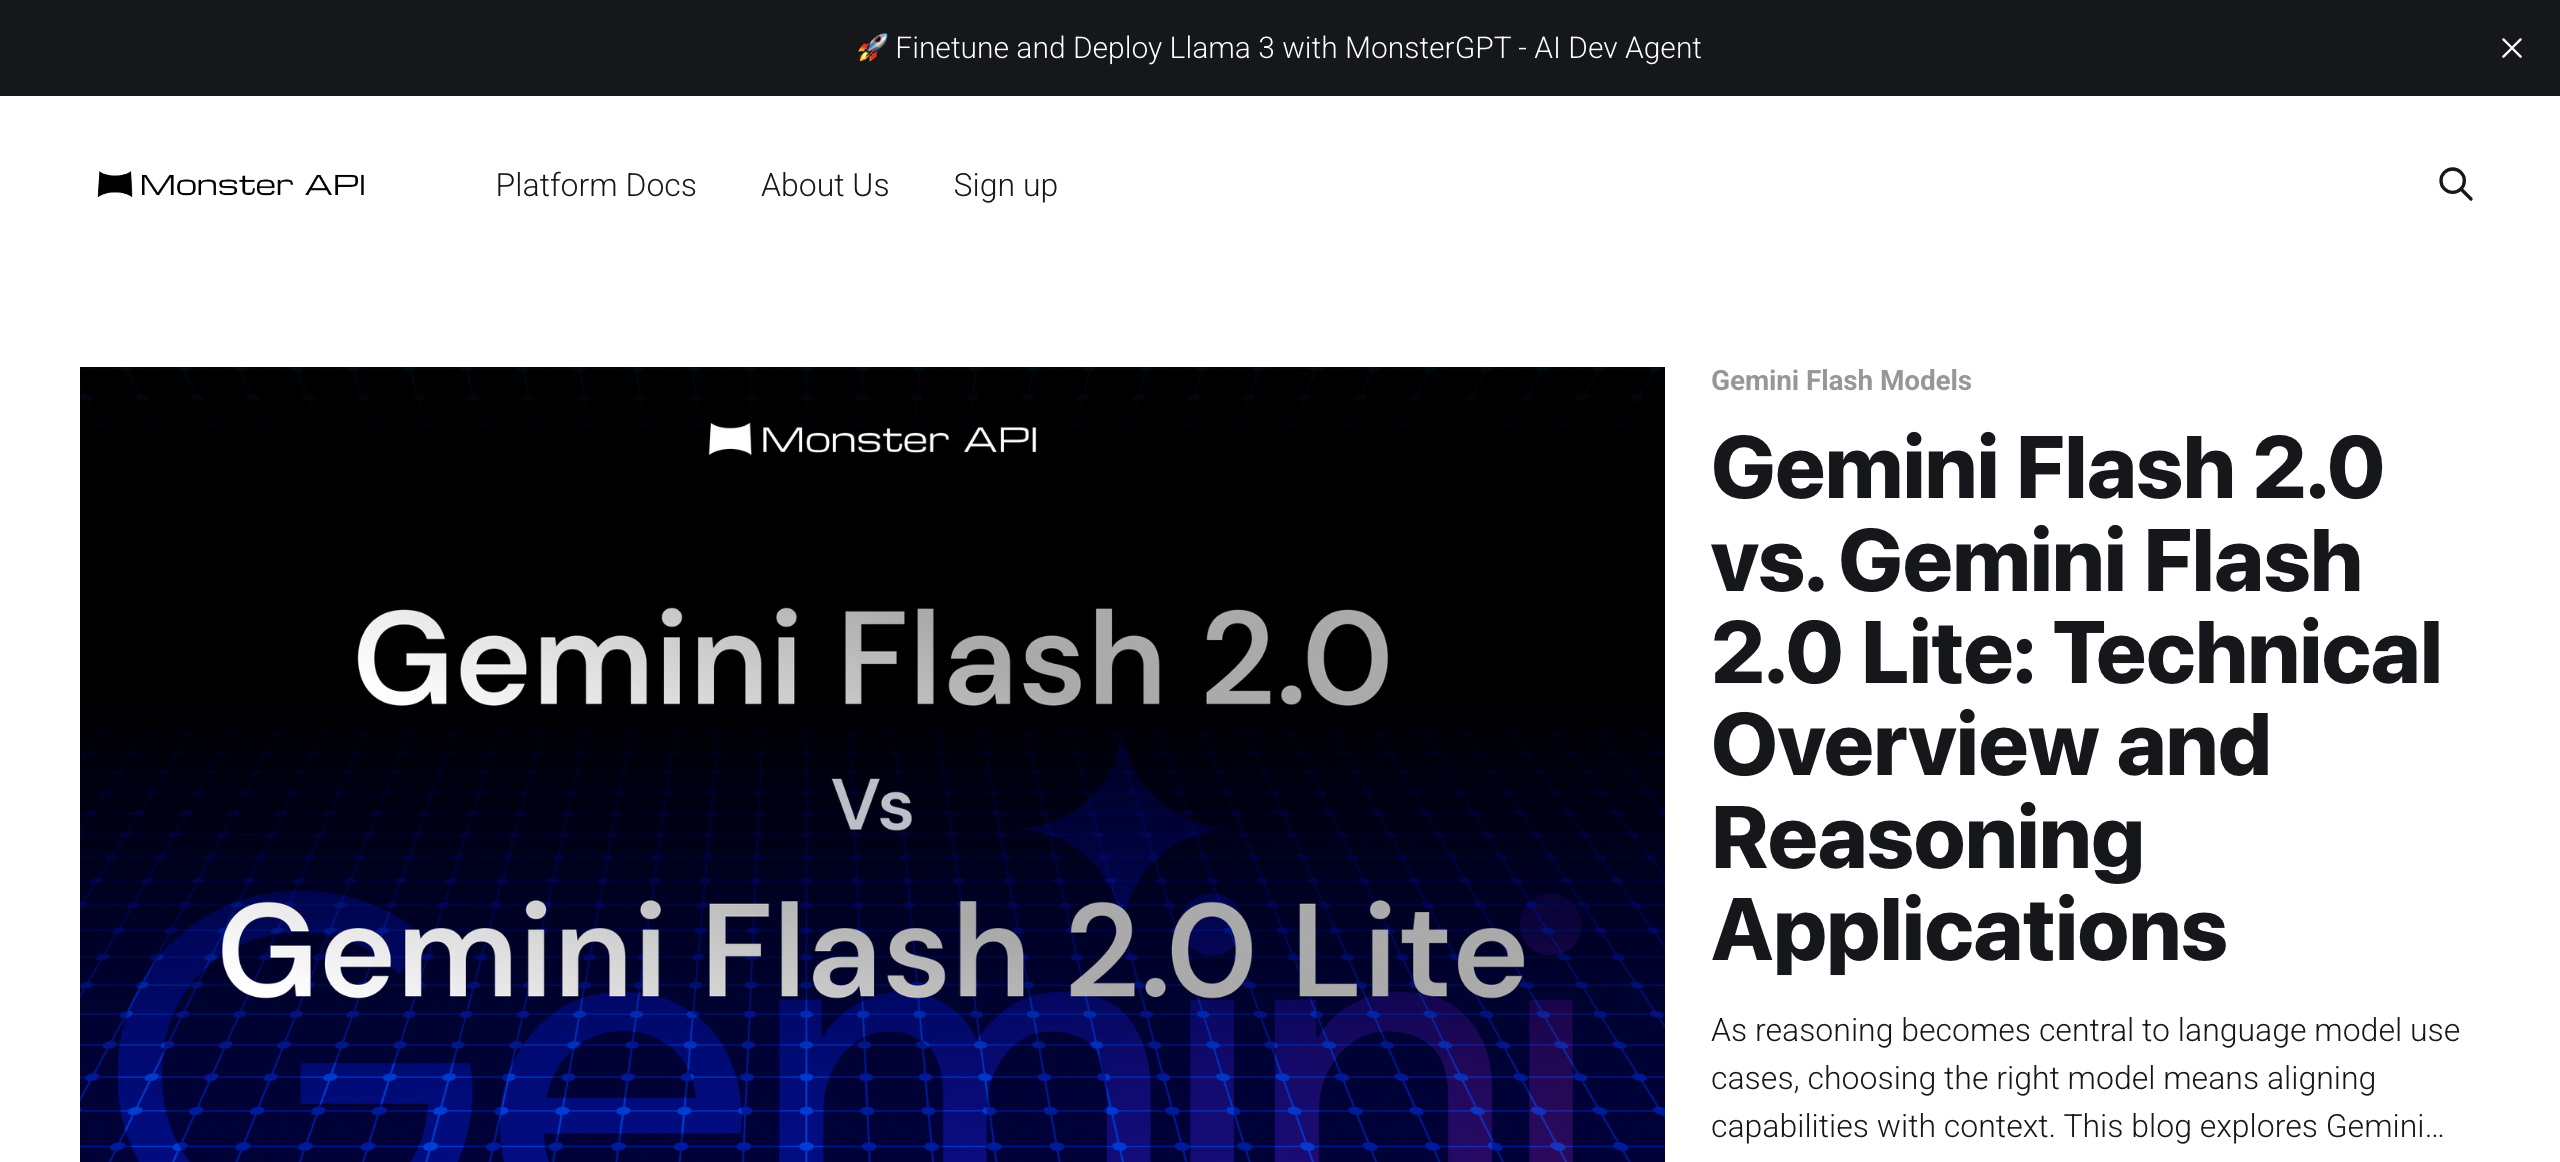 🚀 Finetune and Deploy Llama 3 with MonsterGPT - AI Dev Agent
Monster API
Platform Docs
About Us
Sign up
Monster API
Gemini Flash 2.0
Vs
Gemini Flash 2.0 Lite
Gemini
Gemini Flash Models
Gemini Flash 2.0
vs. Gemini Flash
2.0 Lite: Technical
Overview and
Reasoning
Applications
As reasoning becomes central to language model use
cases, choosing the right model means aligning
capabilities with context. This blog explores Gemini…